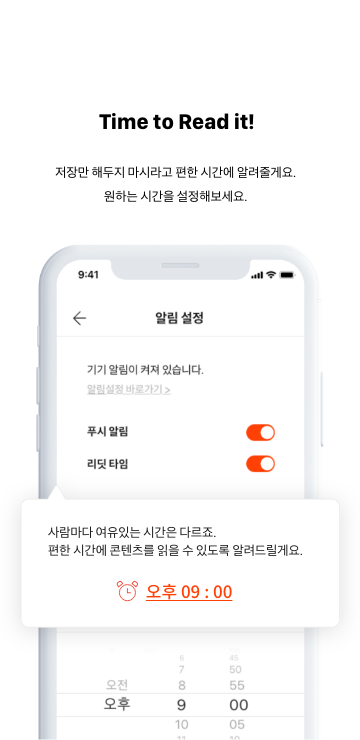 Time to Read it!
저장만 해두지 마시라고 편한 시간에 알려줄게요.
원하는 시간을 설정해보세요.
9:41
알림 설정
기기 알림이 켜져 있습니다.
알림설정 바로가기 >
푸시 알림
리딧 타임
사람마다 여유있는 시간은 다르죠.
편한 시간에 콘텐츠를 읽을 수 있도록 알려드릴게요.
오후 09 : 00
6 45
7 50
오전 8 55
오후 9 00
10 05
11 10